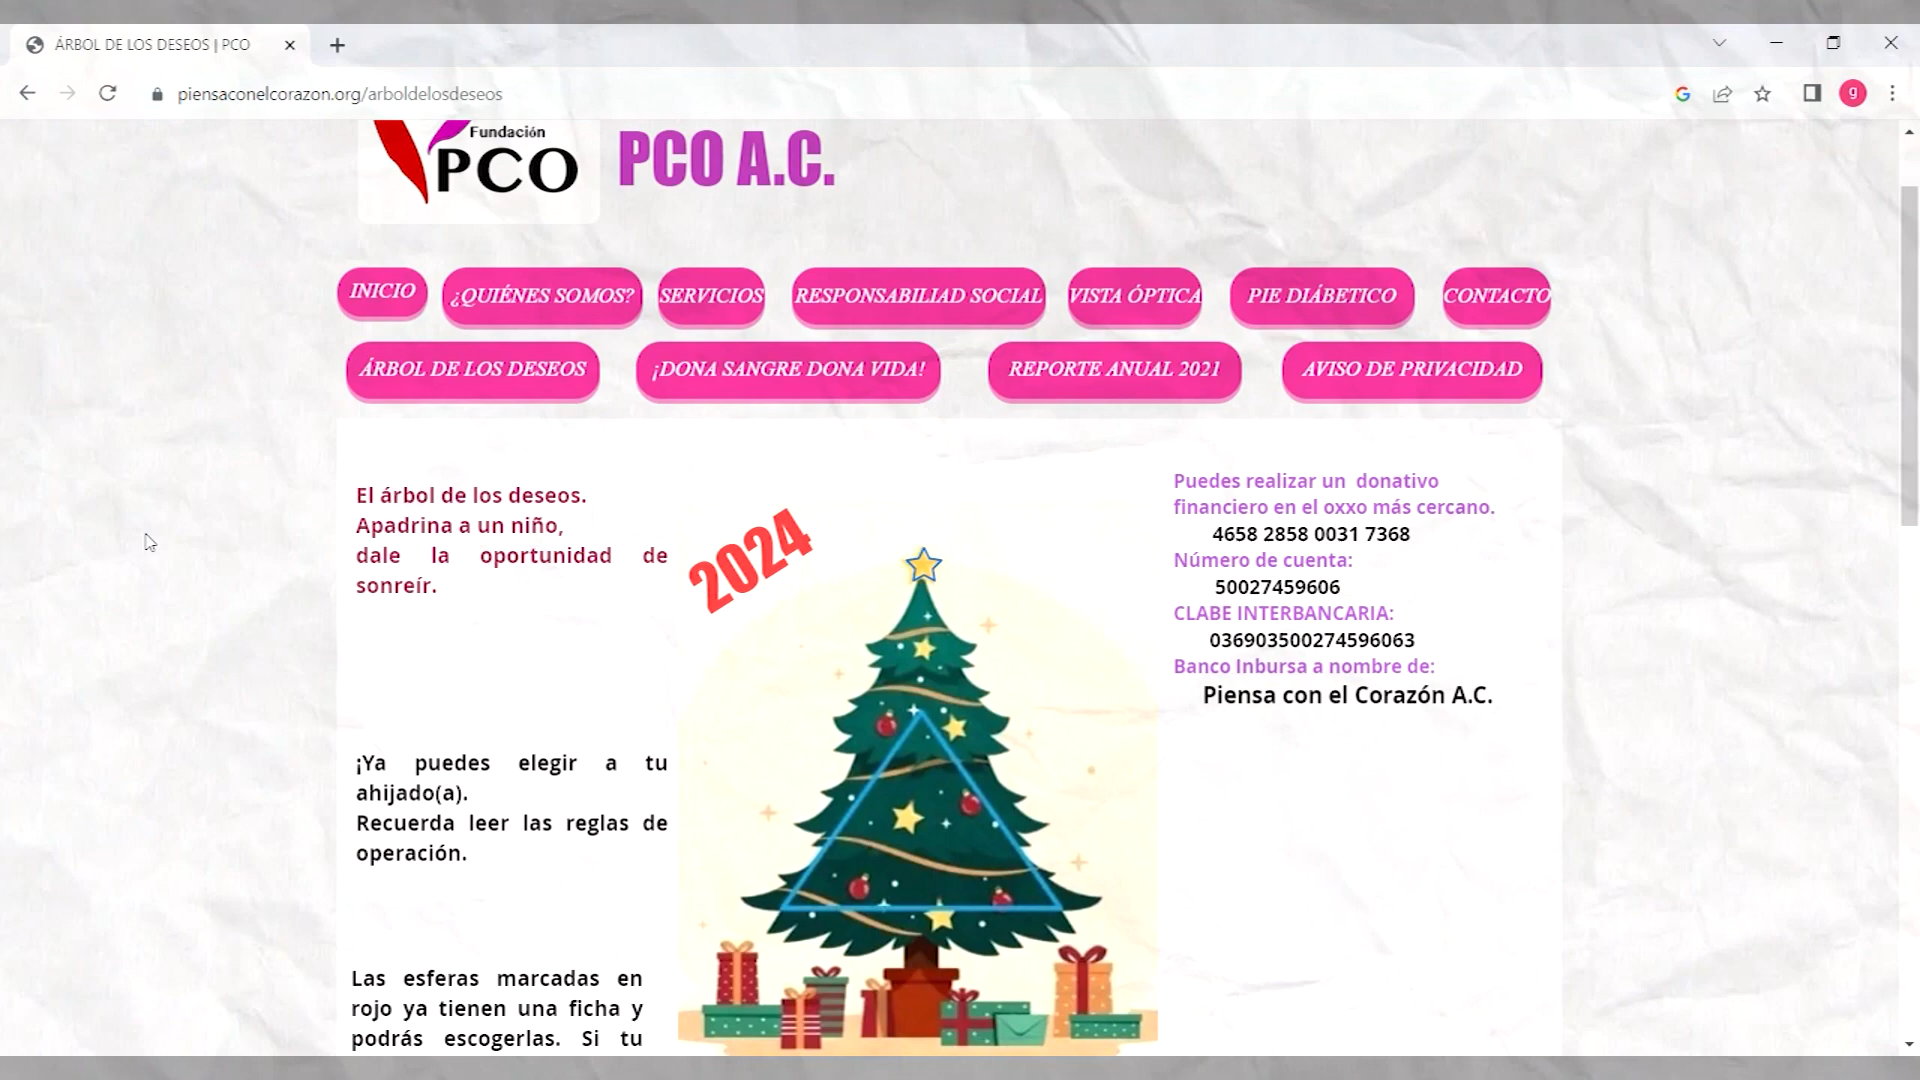 ÁRBOL DE LOS DESEOS | PCO
piensaconelcorazon.org/arboldelosdeseos
g
Fundación
PCO
PCO A.C.
INICIO
¿QUIÉNES SOMOS?
SERVICIOS
RESPONSABILIAD SOCIAL
VISTA ÓPTICA
PIE DIÁBETICO
CONTACTO
ÁRBOL DE LOS DESEOS
¡DONA SANGRE DONA VIDA!
REPORTE ANUAL 2021
AVISO DE PRIVACIDAD
El árbol de los deseos.
Apadrina a un niño,
dale la oportunidad de
sonreír.
¡Ya puedes elegir a tu
ahijado(a).
Recuerda leer las reglas de
operación.
Las esferas marcadas en
rojo ya tienen una ficha y
podrás escogerlas. Si tu
2024
Puedes realizar un donativo
financiero en el oxxo más cercano.
4658 2858 0031 7368
Número de cuenta:
50027459606
CLABE INTERBANCARIA:
036903500274596063
Banco Inbursa a nombre de:
Piensa con el Corazón A.C.